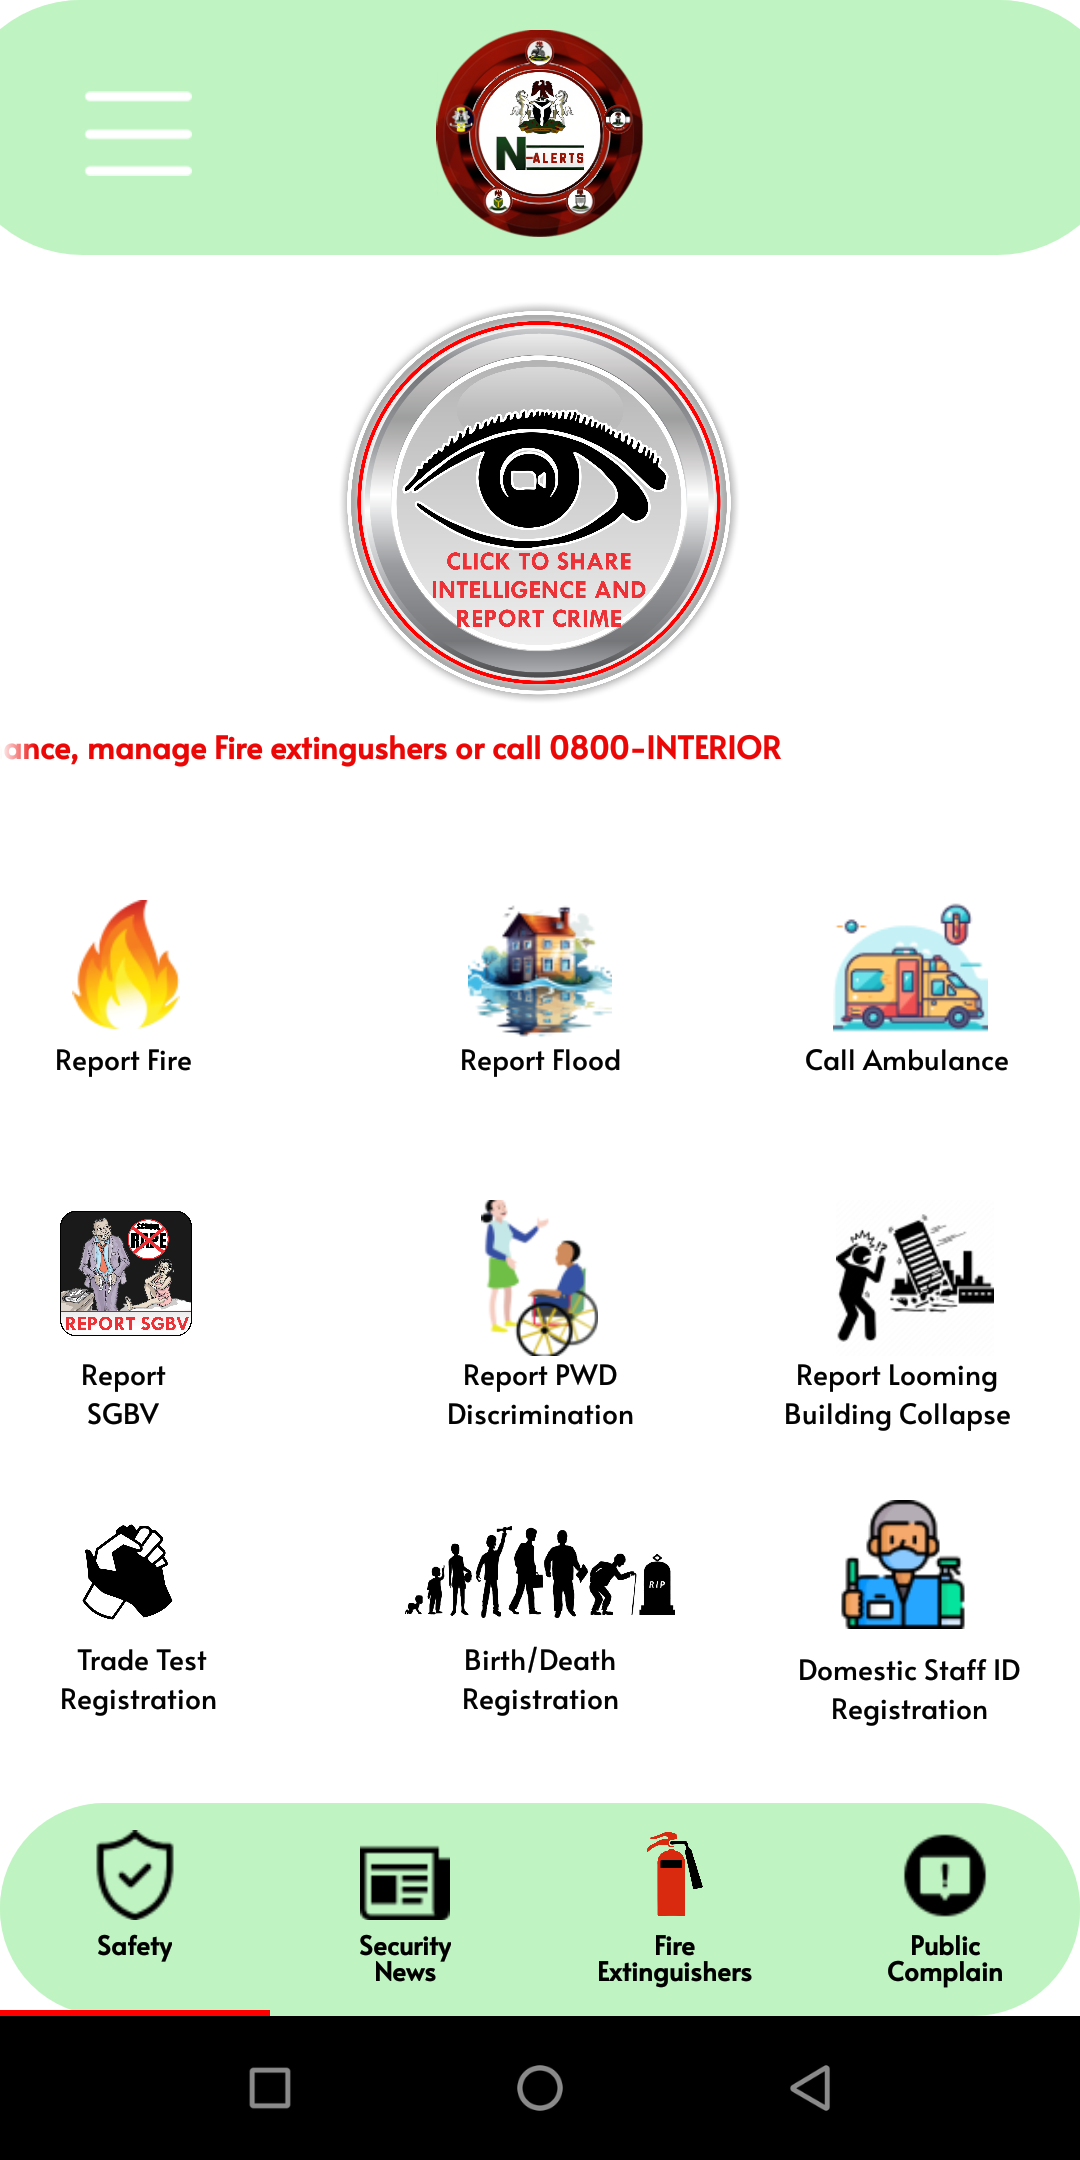 N-ALERTS
CLICK TO SHARE
INTELLIGENCE AND
REPORT CRIME
ance, manage Fire extingushers or call 0800-INTERIOR
Report Fire
Report Flood
Call Ambulance
SCHOOL
RAPE
REPORT SGBV
!?
Report
SGBV
Report PWD
Discrimination
Report Looming
Building Collapse
RIP
Trade Test
Registration
Birth/Death
Registration
Domestic Staff ID
Registration
Safety
Security
News
Fire
Extinguishers
Public
Complain